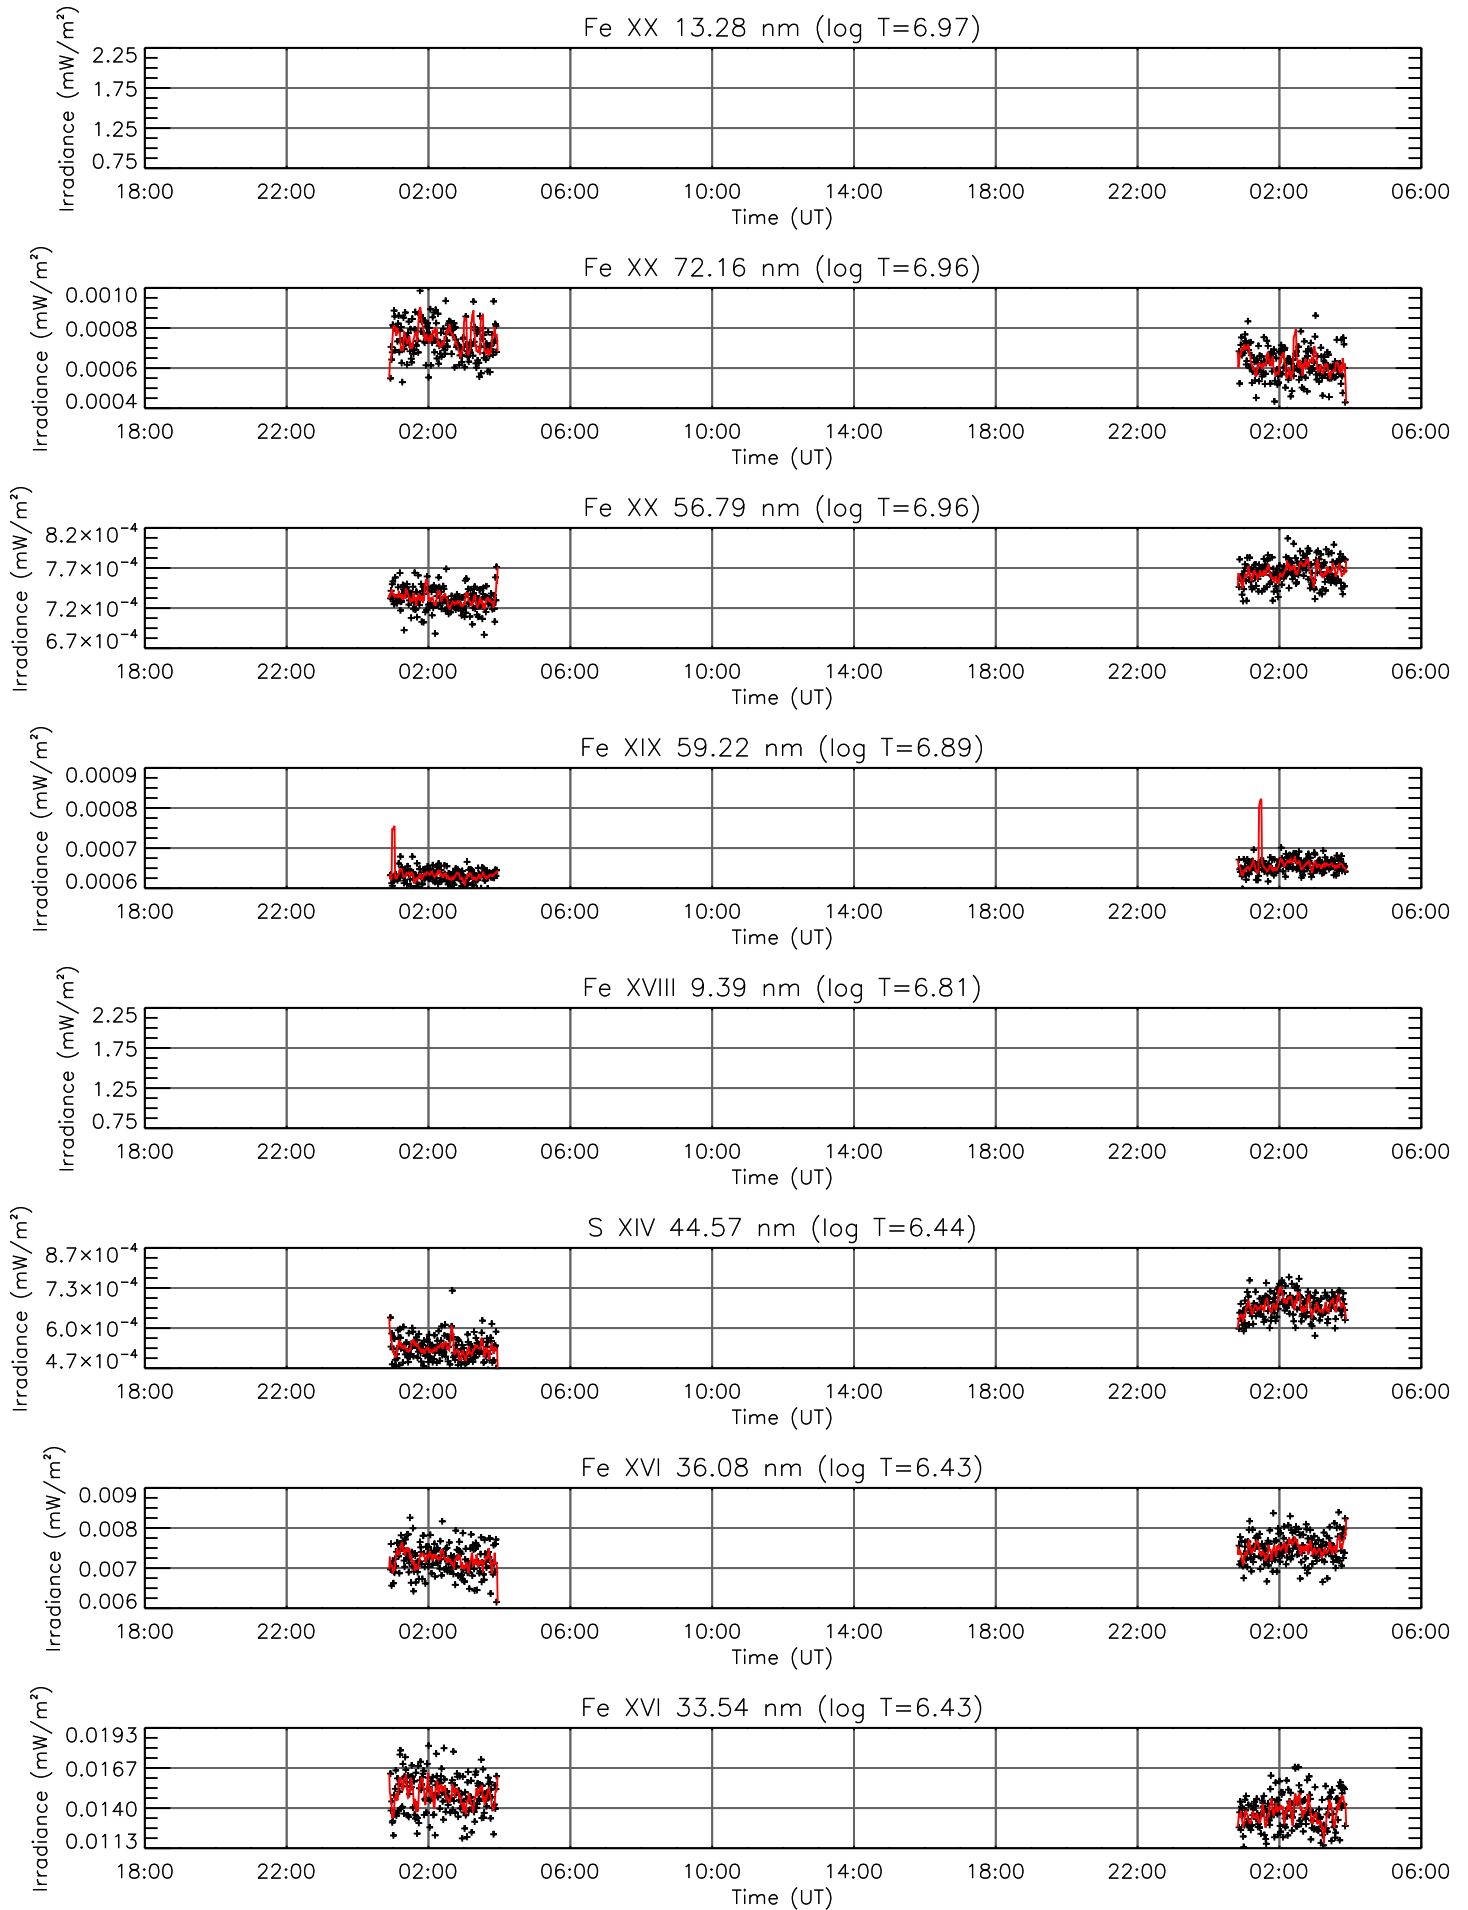 Fe XX 13.28 nm (log T=6.97)
Irradiance (mW/m²)
2.25
1.75
1.25
0.75
18:00 22:00 02:00 06:00 10:00 14:00 18:00 22:00 02:00 06:00
Time (UT)
Fe XX 72.16 nm (log T=6.96)
Irradiance (mW/m²)
0.0010
0.0008
0.0006
0.0004
18:00 22:00 02:00 06:00 10:00 14:00 18:00 22:00 02:00 06:00
Time (UT)
Fe XX 56.79 nm (log T=6.96)
Irradiance (mW/m²)
8.2×10⁻⁴
7.7×10⁻⁴
7.2×10⁻⁴
6.7×10⁻⁴
18:00 22:00 02:00 06:00 10:00 14:00 18:00 22:00 02:00 06:00
Time (UT)
Fe XIX 59.22 nm (log T=6.89)
Irradiance (mW/m²)
0.0009
0.0008
0.0007
0.0006
18:00 22:00 02:00 06:00 10:00 14:00 18:00 22:00 02:00 06:00
Time (UT)
Fe XVIII 9.39 nm (log T=6.81)
Irradiance (mW/m²)
2.25
1.75
1.25
0.75
18:00 22:00 02:00 06:00 10:00 14:00 18:00 22:00 02:00 06:00
Time (UT)
S XIV 44.57 nm (log T=6.44)
Irradiance (mW/m²)
8.7×10⁻⁴
7.3×10⁻⁴
6.0×10⁻⁴
4.7×10⁻⁴
18:00 22:00 02:00 06:00 10:00 14:00 18:00 22:00 02:00 06:00
Time (UT)
Fe XVI 36.08 nm (log T=6.43)
Irradiance (mW/m²)
0.009
0.008
0.007
0.006
18:00 22:00 02:00 06:00 10:00 14:00 18:00 22:00 02:00 06:00
Time (UT)
Fe XVI 33.54 nm (log T=6.43)
Irradiance (mW/m²)
0.0193
0.0167
0.0140
0.0113
18:00 22:00 02:00 06:00 10:00 14:00 18:00 22:00 02:00 06:00
Time (UT)